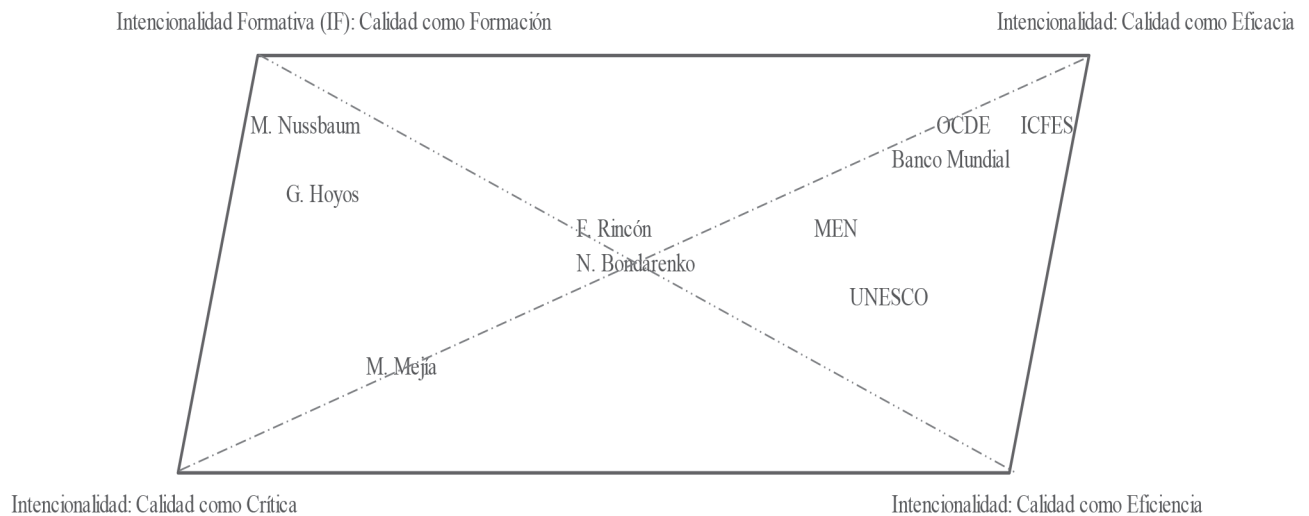 Intencionalidad Formativa (IF): Calidad como Formación
Intencionalidad: Calidad como Eficacia
M. Nussbaum
OCDE
ICFES
Banco Mundial
G. Hoyos
F. Rincón
MEN
N. Bondarenko
UNESCO
M. Mejía
Intencionalidad: Calidad como Crítica
Intencionalidad: Calidad como Eficiencia